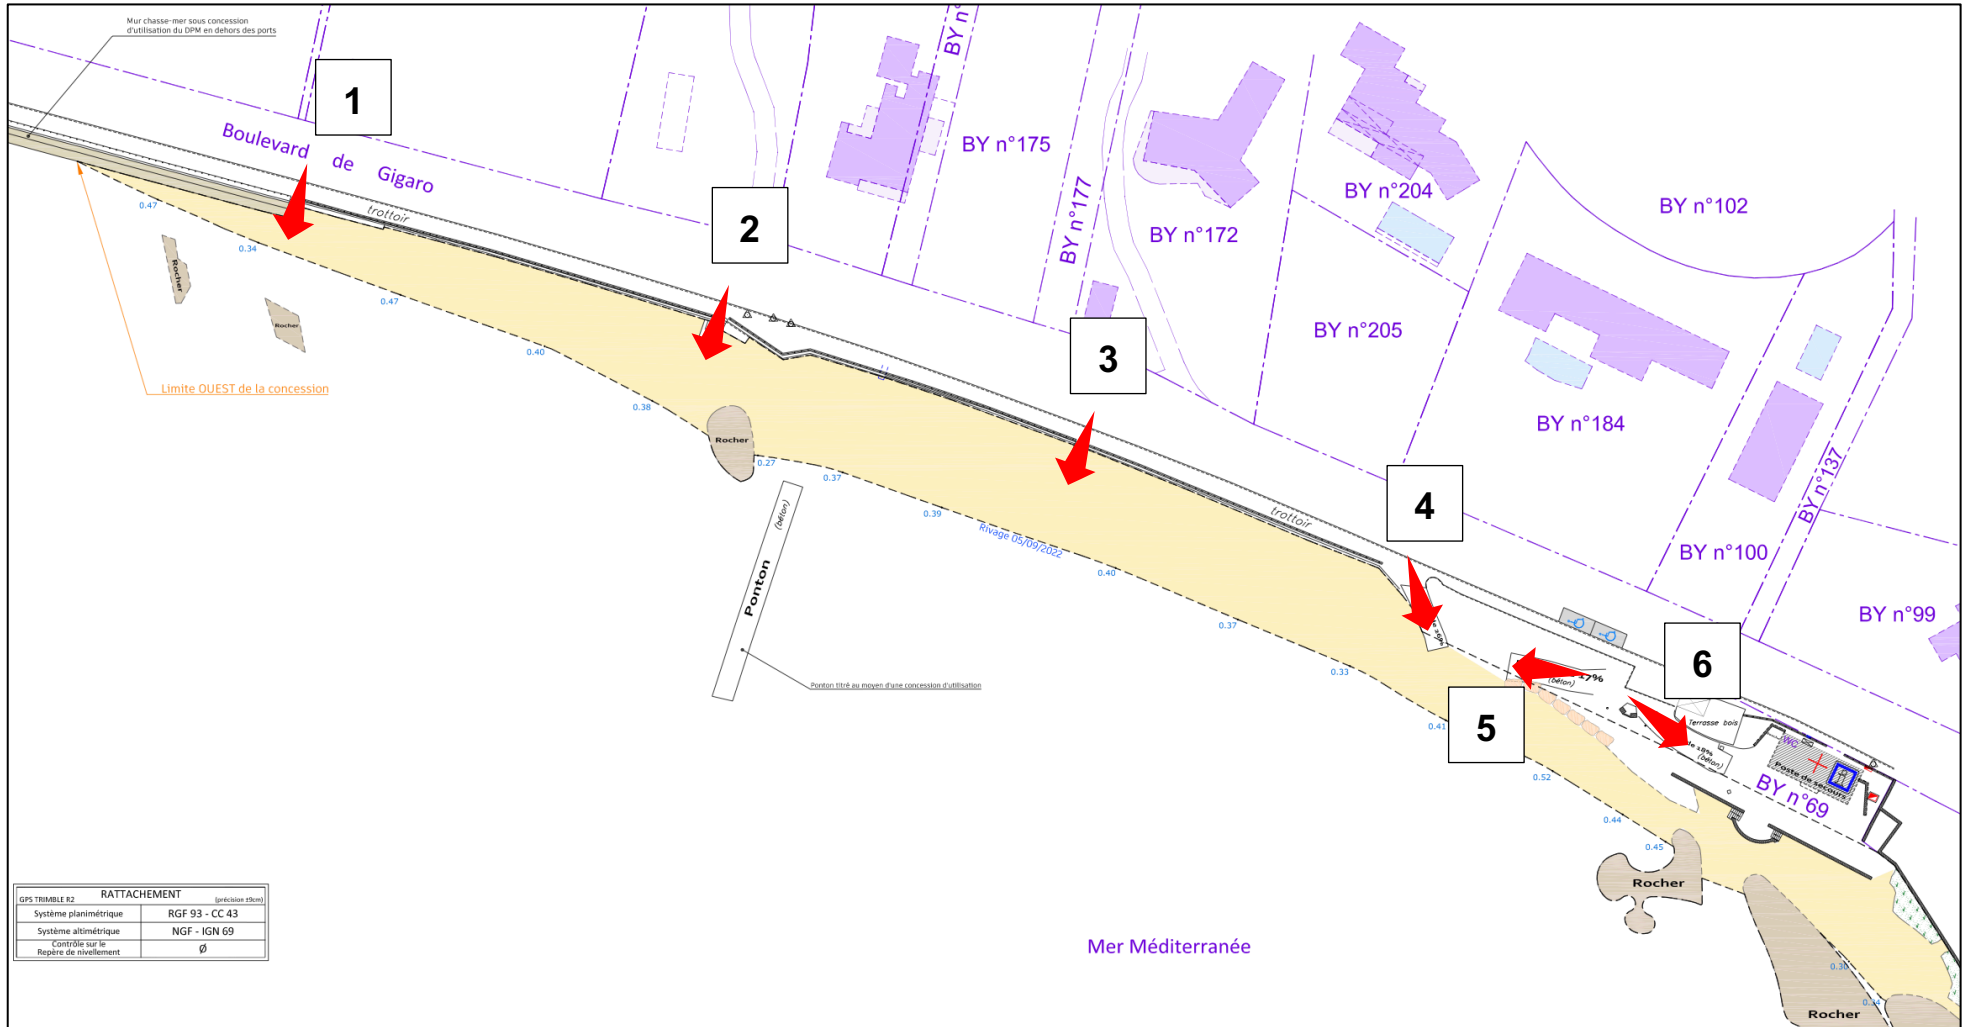 Mur chasse-mer sous concession
d'utilisation du DPM en dehors des ports
1
Boulevard de Gigaro
trottoir
0.47
0.34
Rocher
Rocher
0.47
0.40
Limite OUEST de la concession
0.38
2
BY n°
BY n°175
BY n°177
BY n°172
BY n°204
BY n°205
BY n°102
BY n°184
BY n°137
BY n°100
BY n°99
3
4
Rocher
0.27
0.37
0.39
Rivage 05/09/2022
0.40
trottoir
0.37
0.33
0.41
(béton)
Ponton
Ponton titré au moyen d'une concession d'utilisation
5
6
17%
(béton)
Terrasse bois
18%
(béton)
WC
Poste de secours
BY n°69
0.52
0.44
0.45
Rocher
0.30
Rocher
Mer Méditerranée
RATTACHEMENT
GPS TRIMBLE R2 (précision ±9cm)
Système planimétrique RGF 93 - CC 43
Système altimétrique NGF - IGN 69
Contrôle sur le
Repère de nivellement Ø